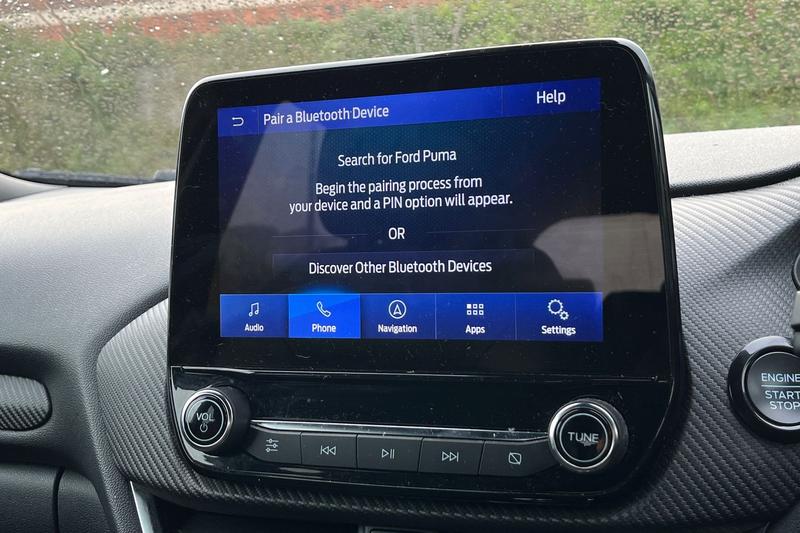 Pair a Bluetooth Device
Help
Search for Ford Puma
Begin the pairing process from
your device and a PIN option will appear.
OR
Discover Other Bluetooth Devices
Audio
Phone
Navigation
Apps
Settings
VOL
TUNE
ENGINE
START
STOP